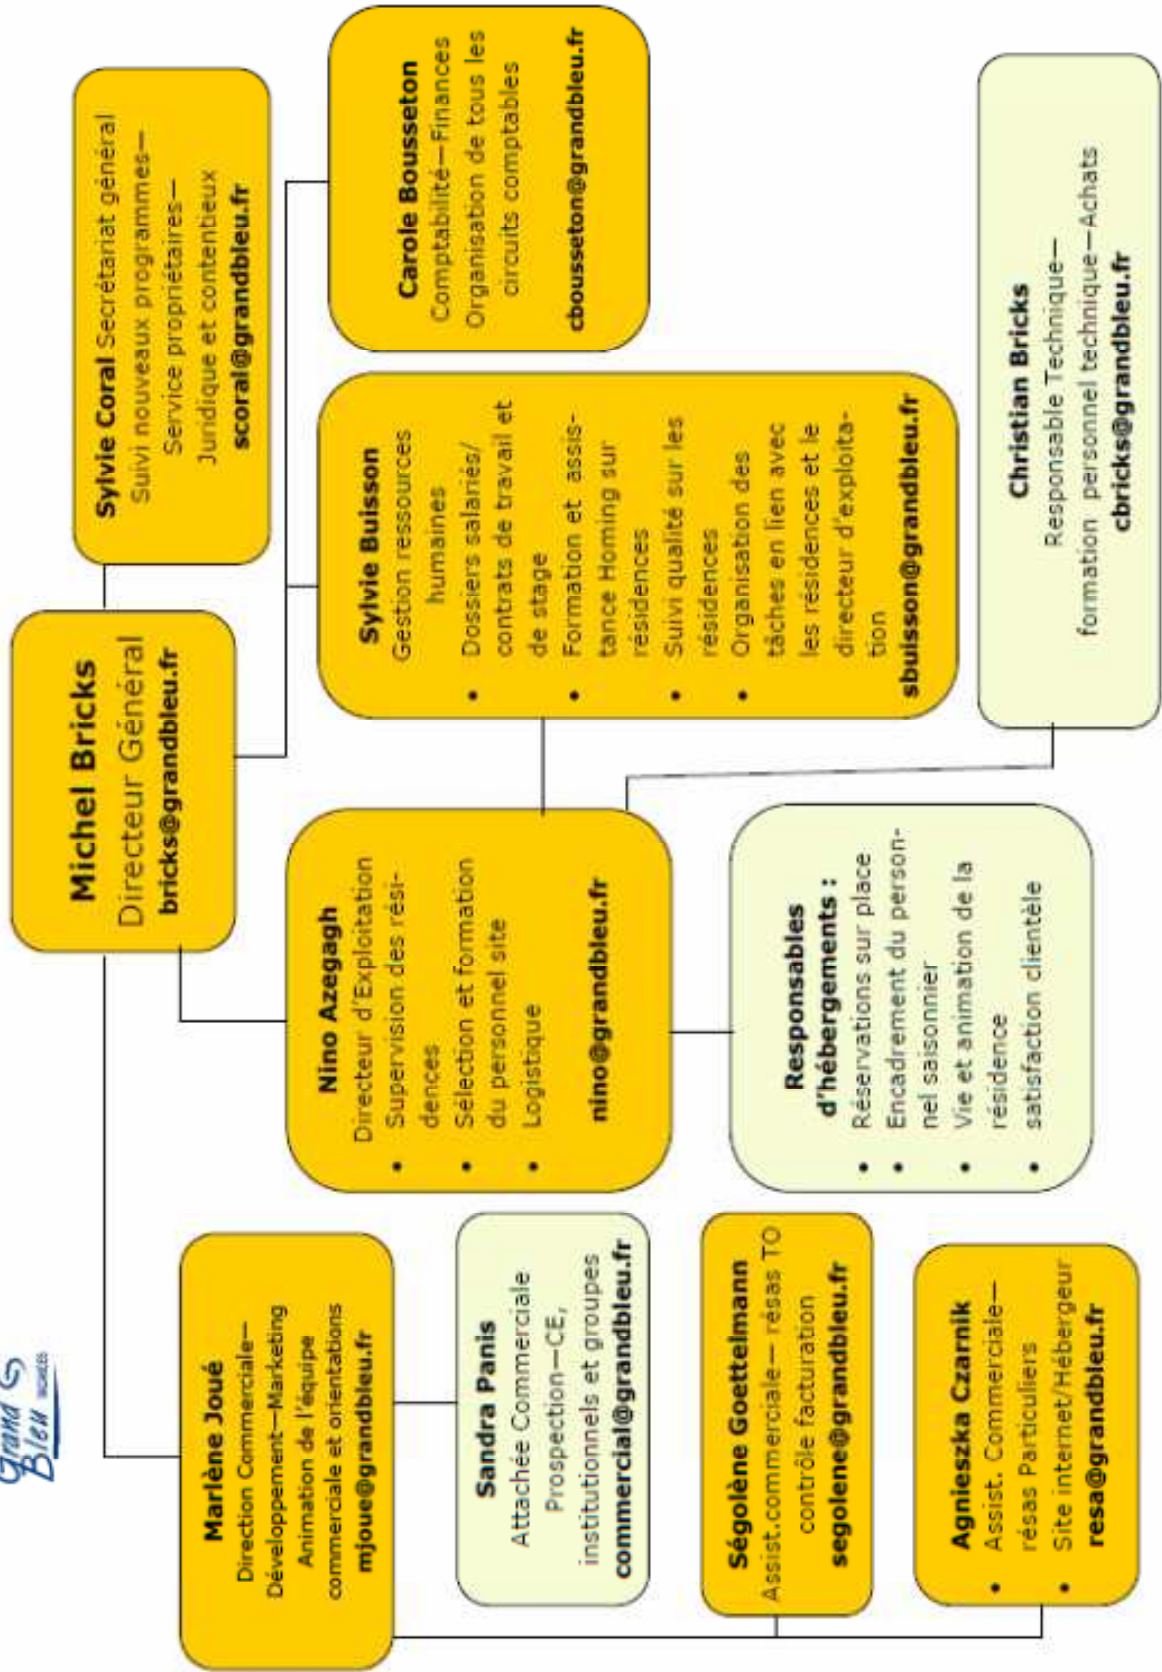 Grand
Bleu VACANCES
Michel Bricks
Directeur Général
bricks@grandbleu.fr
Sylvie Coral Secrétariat général
Suivi nouveaux programmes—
Service propriétaires—
Juridique et contentieux
scoral@grandbleu.fr
Marlène Joué
Direction Commerciale—
Développement—Marketing
Animation de l'équipe
commerciale et orientations
mjoue@grandbleu.fr
Nino Azegagh
Directeur d'Exploitation
• Supervision des rési-
dences
• Sélection et formation
du personnel site
• Logistique
nino@grandbleu.fr
Sylvie Buisson
Gestion ressources
humaines
• Dossiers salariés/
contrats de travail et
de stage
• Formation et assis-
tance Homing sur
résidences
• Suivi qualité sur les
résidences
• Organisation des
tâches en lien avec
les résidences et le
directeur d'exploita-
tion
sbuisson@grandbleu.fr
Carole Bousseton
Comptabilité—Finances
Organisation de tous les
circuits comptables
cbousseton@grandbleu.fr
Sandra Panis
Attachée Commerciale
Prospection—CE,
institutionnels et groupes
commercial@grandbleu.fr
Ségolène Goettelmann
Assist.commerciale— résas TO
contrôle facturation
segolene@grandbleu.fr
Agnieszka Czarnik
• Assist. Commerciale—
résas Particuliers
• Site internet/Hébergeur
resa@grandbleu.fr
Responsables
d'hébergements :
• Réservations sur place
• Encadrement du person-
nel saisonnier
• Vie et animation de la
résidence
• satisfaction clientèle
Christian Bricks
Responsable Technique—
formation personnel technique—Achats
cbricks@grandbleu.fr